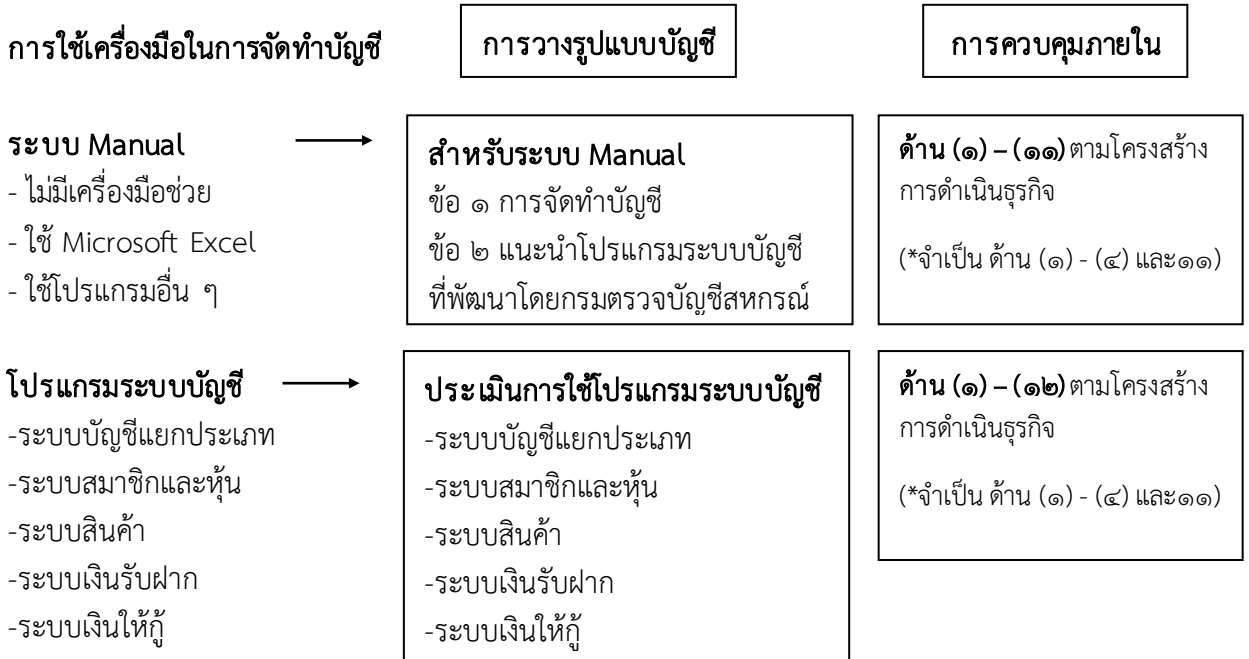 การใช้เครื่องมือในการจัดทำบัญชี
การวางรูปแบบบัญชี
การควบคุมภายใน
ระบบ Manual
- ไม่มีเครื่องมือช่วย
- ใช้ Microsoft Excel
- ใช้โปรแกรมอื่น ๆ
สำหรับระบบ Manual
ข้อ ๑ การจัดทำบัญชี
ข้อ ๒ แนะนำโปรแกรมระบบบัญชี
ที่พัฒนาโดยกรมตรวจบัญชีสหกรณ์
ด้าน (๑) – (๑๑) ตามโครงสร้าง
การดำเนินธุรกิจ
(*จำเป็น ด้าน (๑) - (๔) และ๑๑)
โปรแกรมระบบบัญชี
-ระบบบัญชีแยกประเภท
-ระบบสมาชิกและหุ้น
-ระบบสินค้า
-ระบบเงินรับฝาก
-ระบบเงินให้กู้
ประเมินการใช้โปรแกรมระบบบัญชี
-ระบบบัญชีแยกประเภท
-ระบบสมาชิกและหุ้น
-ระบบสินค้า
-ระบบเงินรับฝาก
-ระบบเงินให้กู้
ด้าน (๑) – (๑๒) ตามโครงสร้าง
การดำเนินธุรกิจ
(*จำเป็น ด้าน (๑) - (๔) และ๑๑)